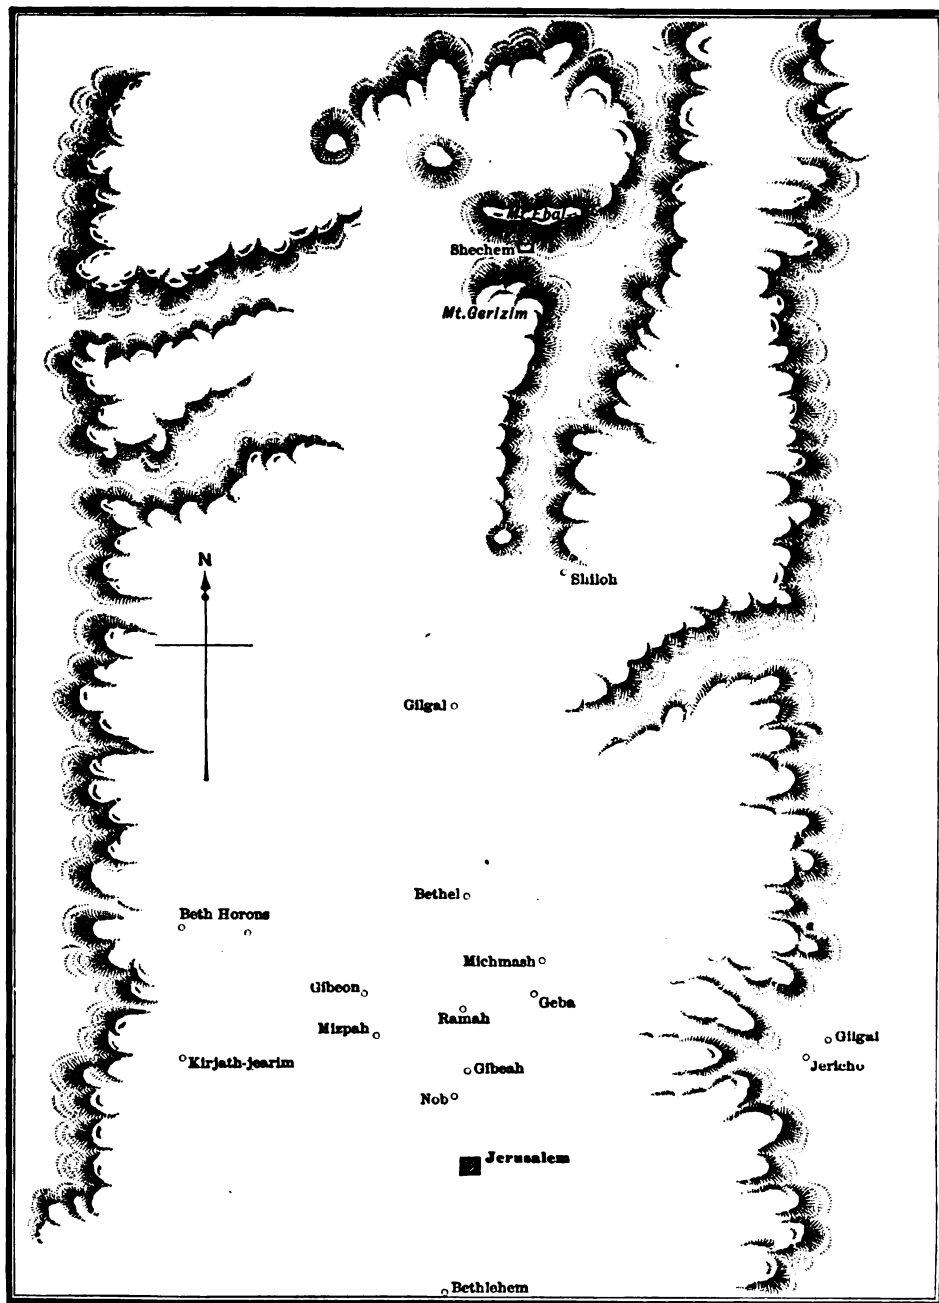 Mt. Ebal
Shechem
Mt. Gerizim
N
Shiloh
Gilgal
Bethel
Beth Horons
Michmash
Gibeon
Geba
Ramah
Mizpah
Gilgal
Kirjath-jearim
Jericho
Gibeah
Nob
Jerusalem
Bethlehem